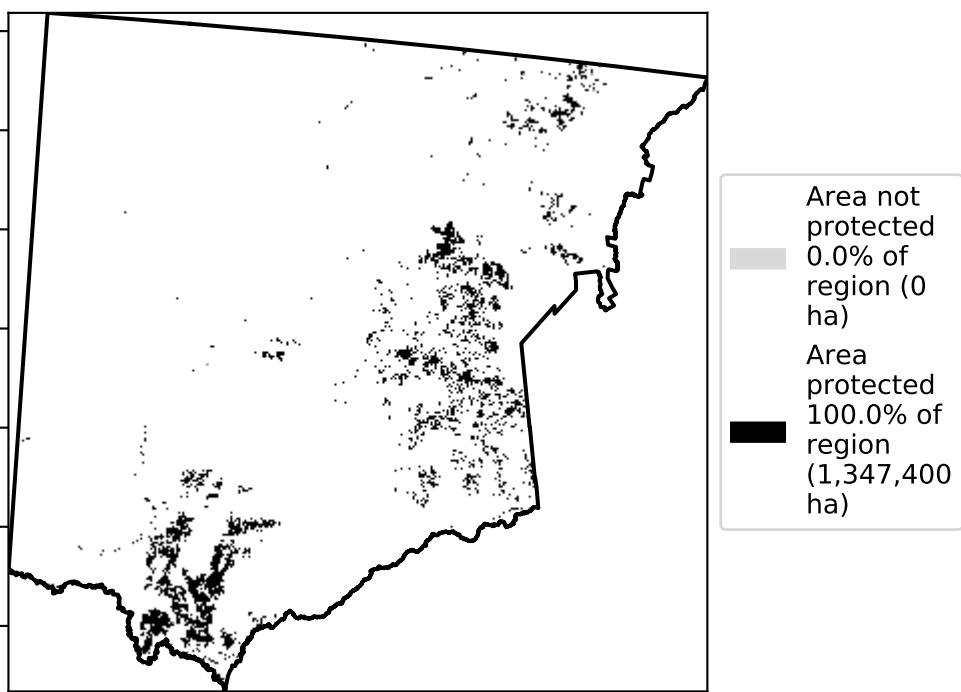 Area not
protected
0.0% of
region (0
ha)
Area
protected
100.0% of
region
(1,347,400
ha)